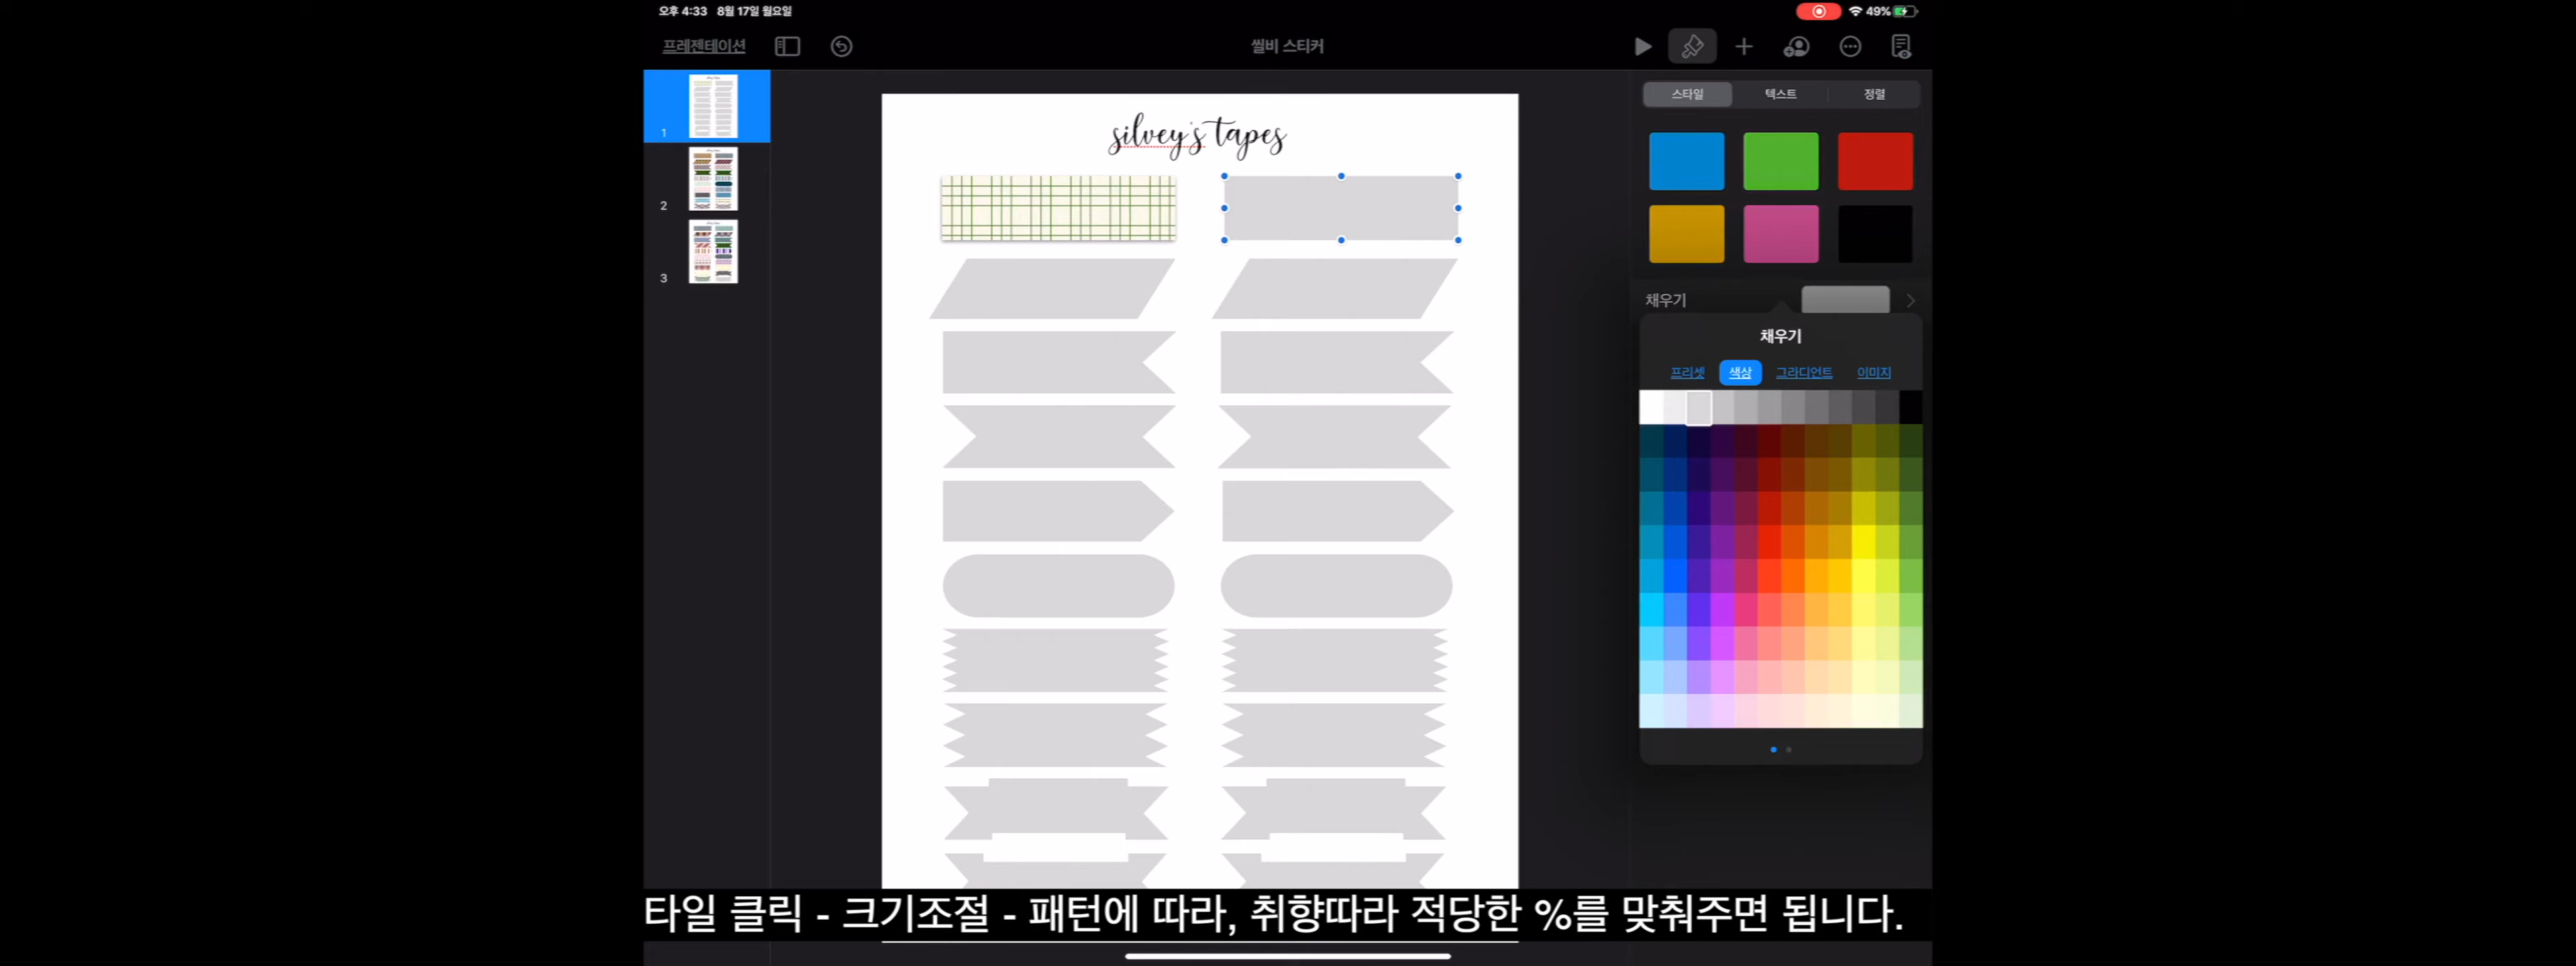 오후 4:33 8월 17일 월요일
49%
프레젠테이션
씰비 스티커
스타일 텍스트 정렬
1
2
3
silvey's tapes
채우기
채우기
프리셋 색상 그라디언트 이미지
타일 클릭 - 크기조절 - 패턴에 따라, 취향따라 적당한 %를 맞춰주면 됩니다.